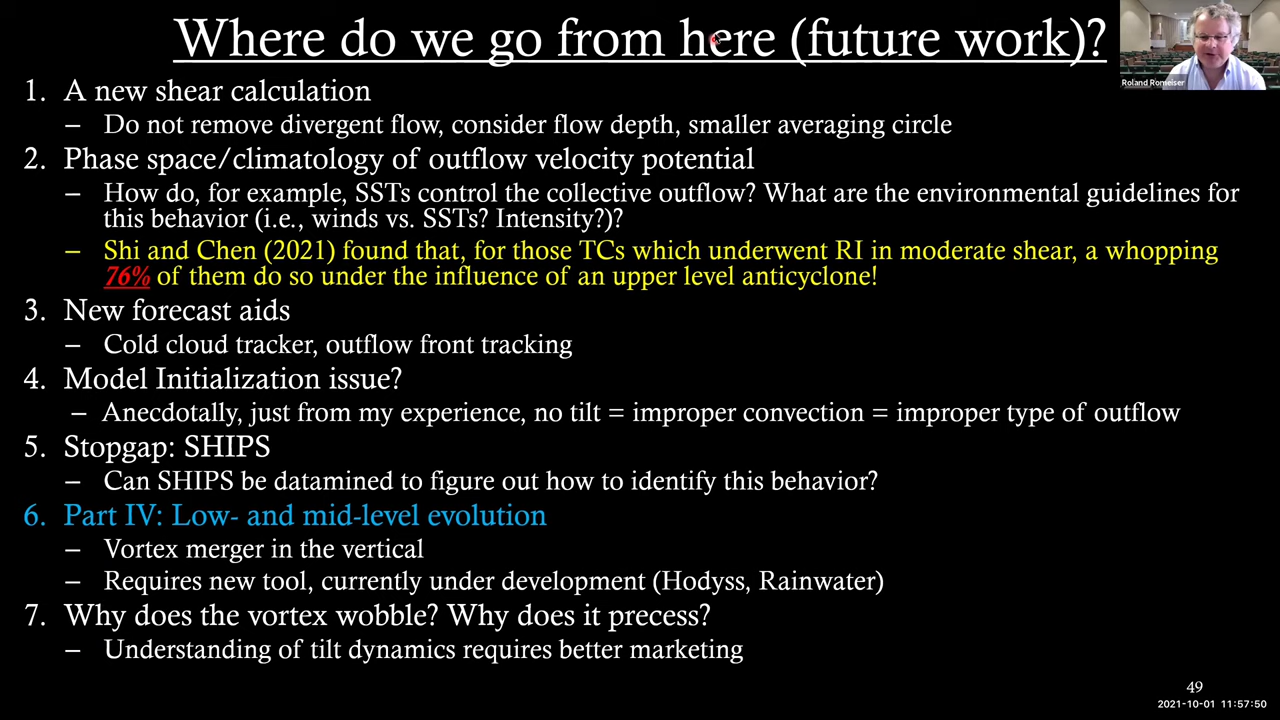 Where do we go from here (future work)?
Roland Romeiser
1. A new shear calculation
– Do not remove divergent flow, consider flow depth, smaller averaging circle
2. Phase space/climatology of outflow velocity potential
– How do, for example, SSTs control the collective outflow? What are the environmental guidelines for
this behavior (i.e., winds vs. SSTs? Intensity?)?
– Shi and Chen (2021) found that, for those TCs which underwent RI in moderate shear, a whopping
76% of them do so under the influence of an upper level anticyclone!
3. New forecast aids
– Cold cloud tracker, outflow front tracking
4. Model Initialization issue?
– Anecdotally, just from my experience, no tilt = improper convection = improper type of outflow
5. Stopgap: SHIPS
– Can SHIPS be datamined to figure out how to identify this behavior?
6. Part IV: Low- and mid-level evolution
– Vortex merger in the vertical
– Requires new tool, currently under development (Hodyss, Rainwater)
7. Why does the vortex wobble? Why does it precess?
– Understanding of tilt dynamics requires better marketing
49
2021-10-01 11:57:50